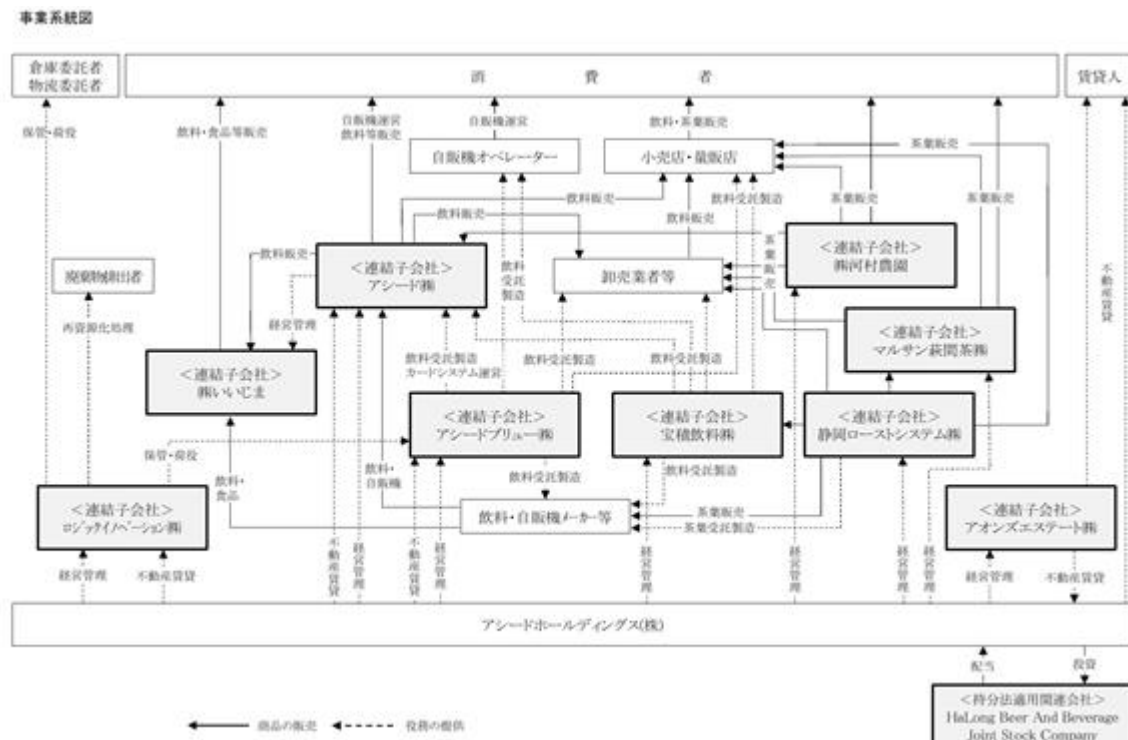 事業系統図
倉庫委託者
物流委託者
消費者
賃貸人
保管・荷役
飲料・食品等販売
自販機運営
飲料等販売
自販機運営
飲料・茶葉販売
自販機オペレーター
小売店・量販店
茶葉販売
飲料販売
飲料受託製造
茶葉販売
茶葉販売
飲料販売
飲料販売
飲料販売
<連結子会社>
アシード㈱
飲料
受託
製造
卸売業者等
茶葉販売
<連結子会社>
㈱河村農園
不動産賃貸
廃棄物排出者
再資源化処理
経営管理
<連結子会社>
㈱いいじま
飲料受託製造
カードシステム運営
飲料受託製造
飲料受託製造
<連結子会社>
マルサン萩間茶㈱
<連結子会社>
アシードブリュー㈱
<連結子会社>
宝積飲料㈱
<連結子会社>
静岡ローストシステム㈱
保管・荷役
飲料・
食品
飲料・
自販機
飲料受託製造
飲料受託製造
飲料・自販機メーカー等
茶葉販売
茶葉受託製造
<連結子会社>
ロジックイノベーション㈱
<連結子会社>
アオンズエステート㈱
経営管理
不動産賃貸
不動産賃貸
経営管理
不動産賃貸
経営管理
経営管理
経営管理
経営管理
経営管理
経営管理
不動産賃貸
アシードホールディングス(株)
配当
投資
<持分法適用関連会社>
HaLong Beer And Beverage
Joint Stock Company
商品の販売
役務の提供